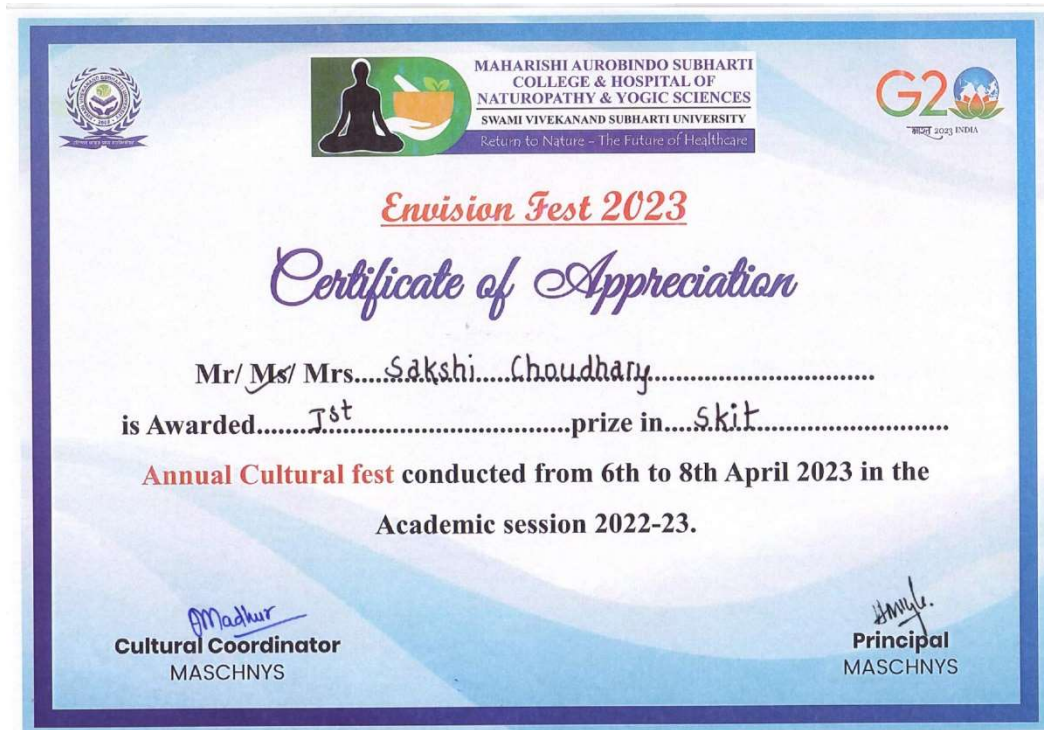 MAHARISHI AUROBINDO SUBHARTI
COLLEGE & HOSPITAL OF
NATUROPATHY & YOGIC SCIENCES
SWAMI VIVEKANAND SUBHARTI UNIVERSITY
Return to Nature – The Future of Healthcare
G20
भारत 2023 INDIA
Envision Fest 2023
Certificate of Appreciation
Mr/ Ms/ Mrs....Sakshi....Choudhary................................
is Awarded........Ist..................................prize in....Skit............................
Annual Cultural fest conducted from 6th to 8th April 2023 in the
Academic session 2022-23.
Madhur
Cultural Coordinator
MASCHNYS
Principal
MASCHNYS